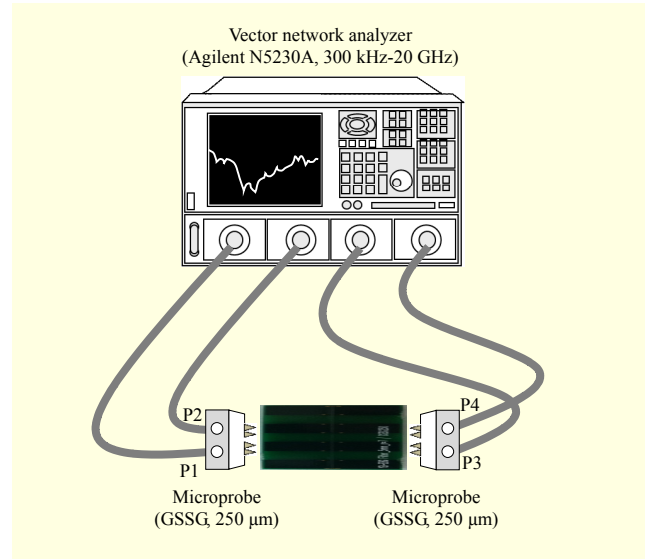 Vector network analyzer
(Agilent N5230A, 300 kHz-20 GHz)
P2
P4
P1
P3
Microprobe
(GSSG, 250 μm)
Microprobe
(GSSG, 250 μm)